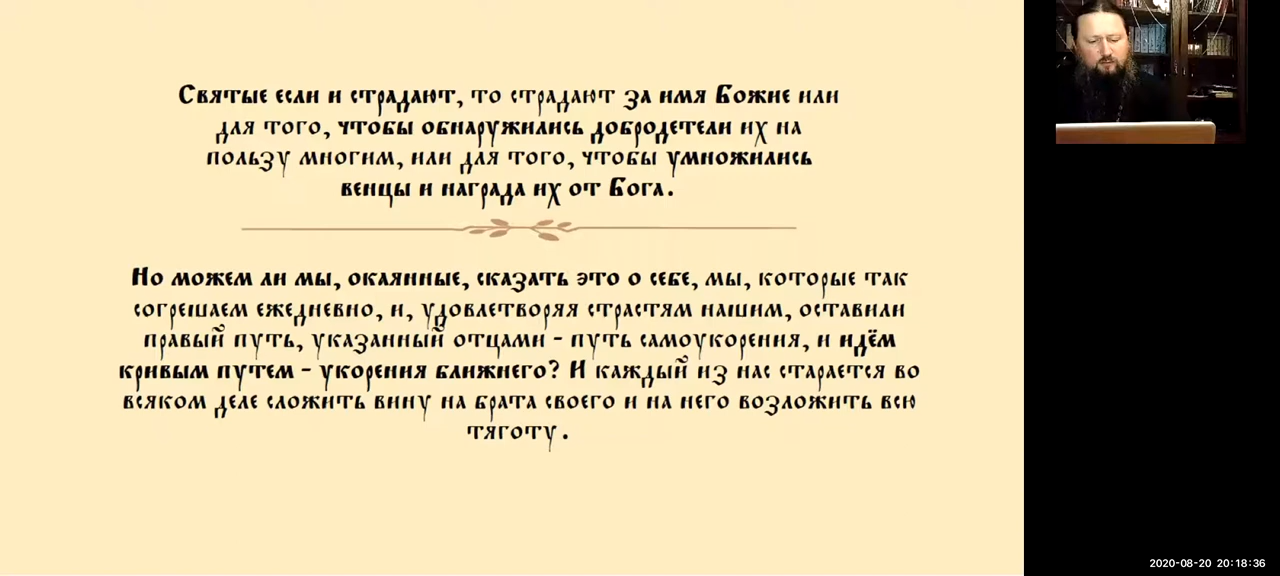 Святые если и страдают, то страдают за имя Божие или
для того, чтобы обнаружились добродетели их на
пользу многим, или для того, чтобы умножились
венцы и награда их от Бога.
Но можем ли мы, окаянные, сказать это о себе, мы, которые так
согрешаем ежедневно, и, удовлетворяя страстям нашим, оставили
правый путь, указанный отцами - путь самоукорения, и идём
кривым путем - укорения ближнего? И каждый из нас старается во
всяком деле сложить вину на брата своего и на него возложить всю
тяготу.
2020-08-20 20:18:36